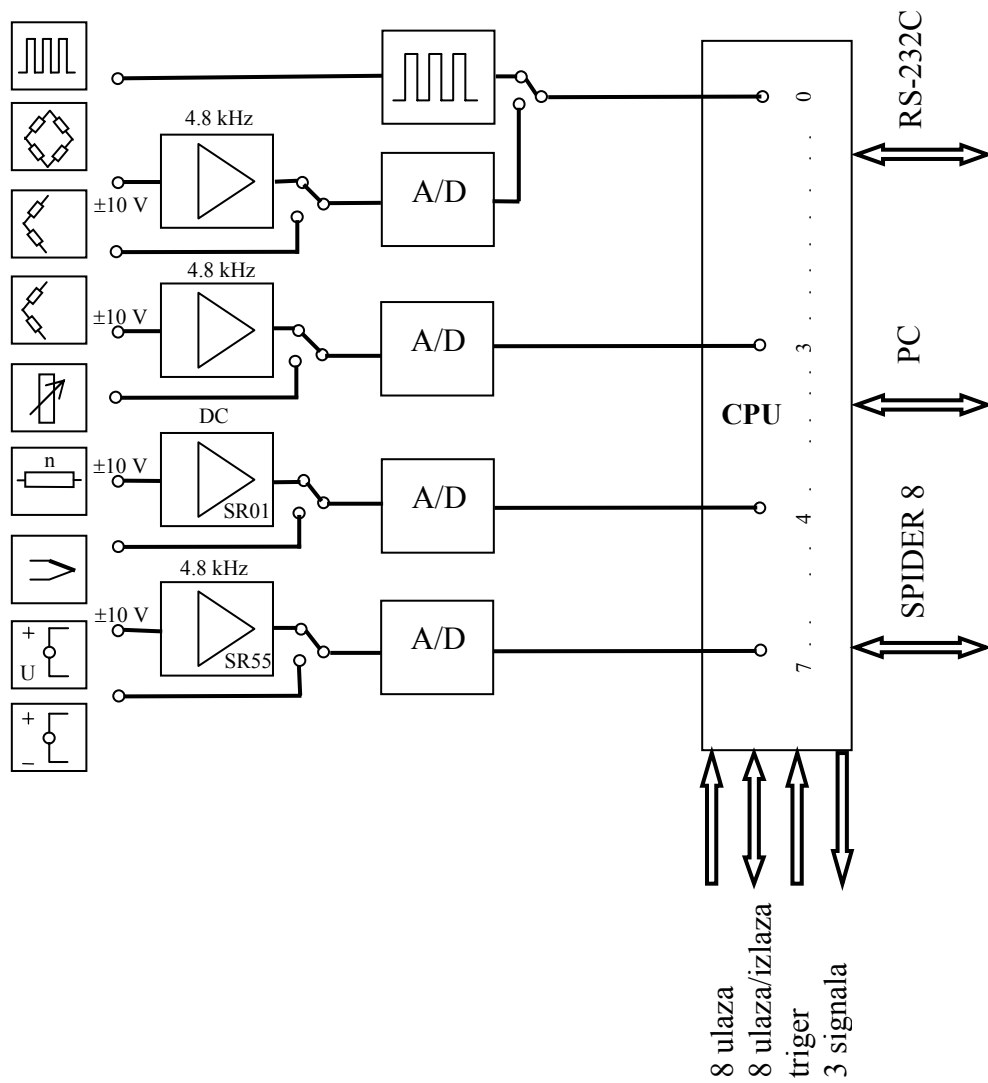 4.8 kHz
±10 V
A/D
4.8 kHz
±10 V
A/D
DC
n
±10 V
SR01
A/D
4.8 kHz
±10 V
SR55
A/D
+
U
+
–
CPU
0
3
4
7
RS-232C
PC
SPIDER 8
8 ulaza
8 ulaza/izlaza
triger
3 signala